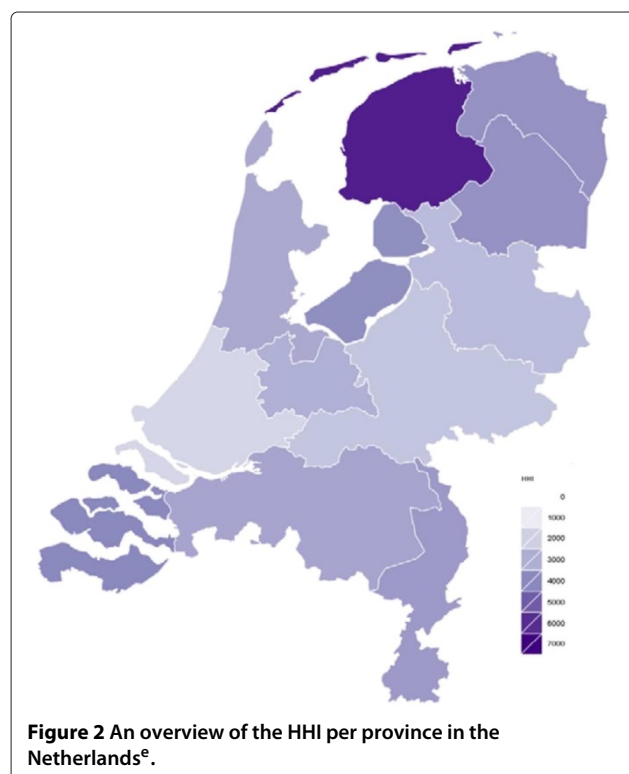 HHI
0
1000
2000
3000
4000
5000
6000
7000
Figure 2 An overview of the HHI per province in the
Netherlandsᵉ.